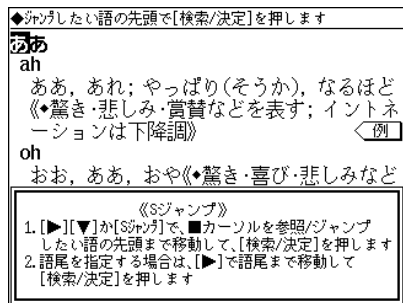 ◆ｼﾞｬﾝﾌﾟしたい語の先頭で[検索/決定]を押します
ああ
ah
ああ, あれ; やっぱり(そうか), なるほど
《◆驚き・悲しみ・賞賛などを表す; イントネ
ーションは下降調》 例
oh
おお, ああ, おや《◆驚き・喜び・悲しみなど
《Sジャンプ》
1. [▶][▼]か[Sｼﾞｬﾝﾌﾟ]で、■カーソルを参照/ジャンプ
したい語の先頭まで移動して、[検索/決定]を押します
2. 語尾を指定する場合は、[▶]で語尾まで移動して
[検索/決定]を押します